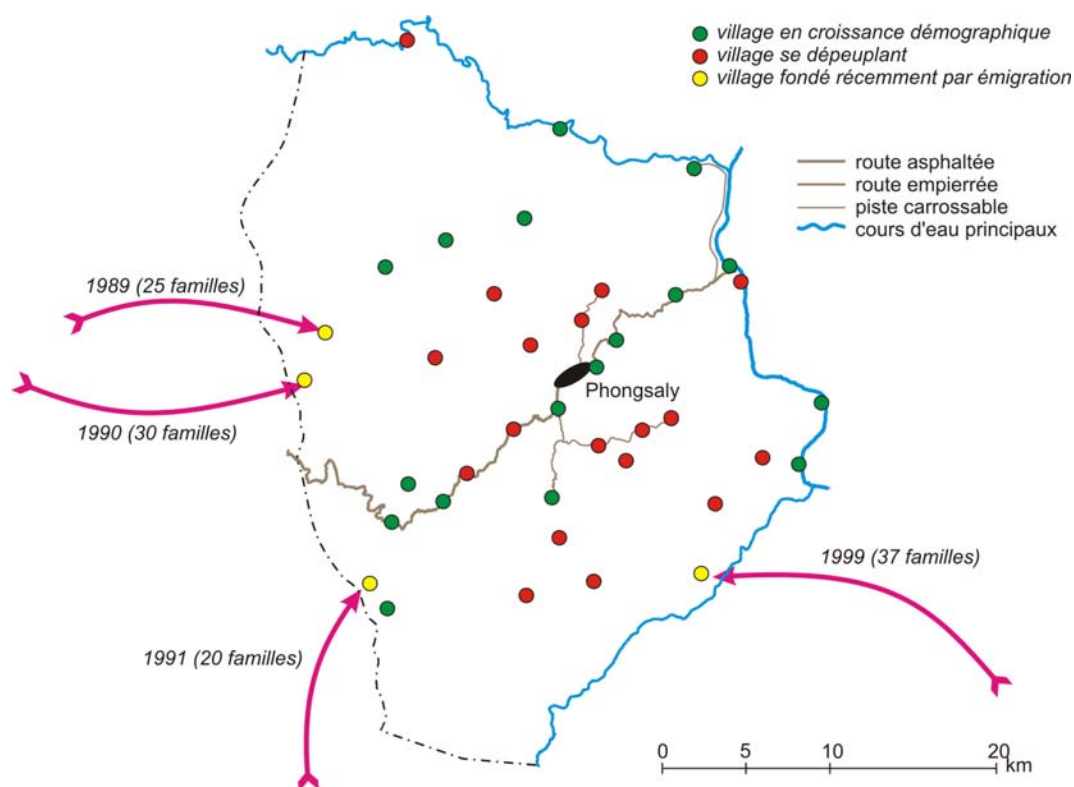 village en croissance démographique
village se dépeuplant
village fondé récemment par émigration
route asphaltée
route empierrée
piste carrossable
cours d'eau principaux
1989 (25 familles)
1990 (30 familles)
Phongsaly
1999 (37 familles)
1991 (20 familles)
0 5 10 20
km